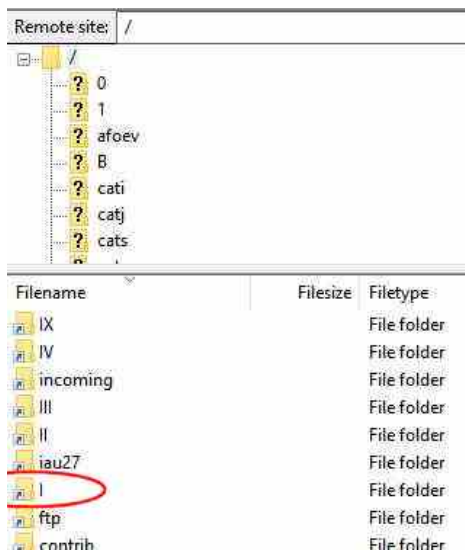 Remote site: /
/
? 0
? 1
? afoev
? B
? cati
? catj
? cats
Filename Filesize Filetype
IX File folder
IV File folder
incoming File folder
III File folder
II File folder
iau27 File folder
I File folder
ftp File folder
contrib File folder